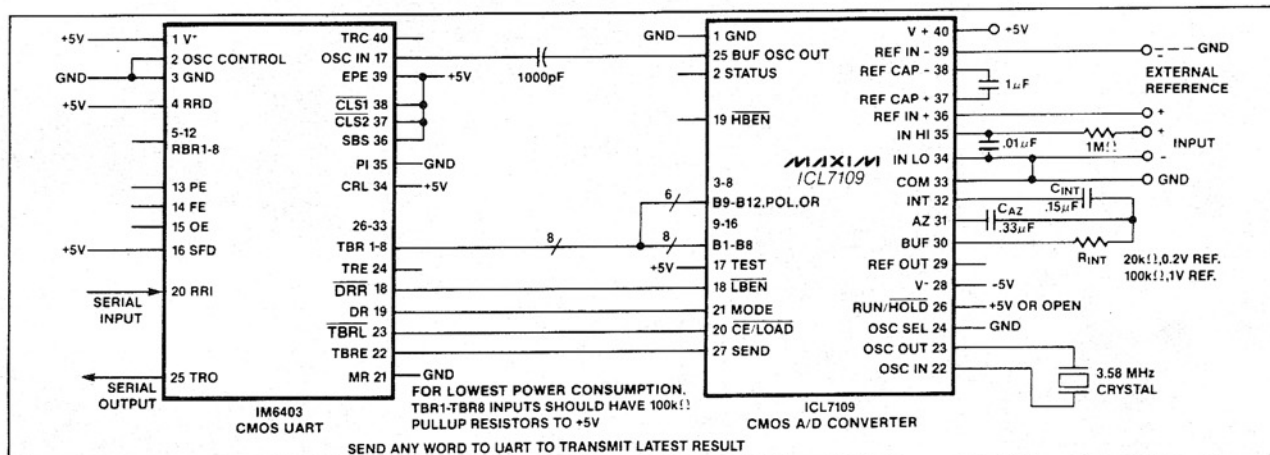 +5V
1 V+
2 OSC CONTROL
GND
3 GND
+5V
4 RRD
5-12
RBR1-8
13 PE
14 FE
15 OE
+5V
16 SFD
20 RRI
SERIAL
INPUT
25 TRO
SERIAL
OUTPUT
TRC 40
OSC IN 17
EPE 39
+5V
CLS1 38
CLS2 37
SBS 36
PI 35
GND
CRL 34
+5V
26-33
TBR 1-8
TRE 24
DRR 18
DR 19
TBRL 23
TBRE 22
MR 21
GND
IM6403
CMOS UART
1000pF
8
6
8
FOR LOWEST POWER CONSUMPTION,
TBR1-TBR8 INPUTS SHOULD HAVE 100kΩ
PULLUP RESISTORS TO +5V
GND
1 GND
25 BUF OSC OUT
2 STATUS
19 HBEN
3-8
B9-B12,POL,OR
9-16
B1-B8
+5V
17 TEST
18 LBEN
21 MODE
20 CE/LOAD
27 SEND
MAXIM
ICL7109
V + 40
+5V
REF IN - 39
- GND
REF CAP - 38
1µF
REF CAP + 37
EXTERNAL
REFERENCE
REF IN + 36
+
IN HI 35
1MΩ
+
.01µF
INPUT
IN LO 34
-
COM 33
GND
INT 32
CINT
.15µF
AZ 31
CAZ
.33µF
BUF 30
RINT
20kΩ,0.2V REF.
100kΩ,1V REF.
REF OUT 29
V- 28
-5V
RUN/HOLD 26
+5V OR OPEN
OSC SEL 24
GND
OSC OUT 23
OSC IN 22
3.58 MHz
CRYSTAL
ICL7109
CMOS A/D CONVERTER
SEND ANY WORD TO UART TO TRANSMIT LATEST RESULT